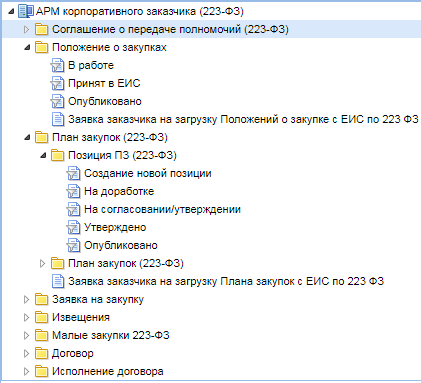 АРМ корпоративного заказчика (223-ФЗ)
Соглашение о передаче полномочий (223-ФЗ)
Положение о закупках
В работе
Принят в ЕИС
Опубликовано
Заявка заказчика на загрузку Положений о закупке с ЕИС по 223 ФЗ
План закупок (223-ФЗ)
Позиция ПЗ (223-ФЗ)
Создание новой позиции
На доработке
На согласовании/утверждении
Утверждено
Опубликовано
План закупок (223-ФЗ)
Заявка заказчика на загрузку Плана закупок с ЕИС по 223 ФЗ
Заявка на закупку
Извещения
Малые закупки 223-ФЗ
Договор
Исполнение договора